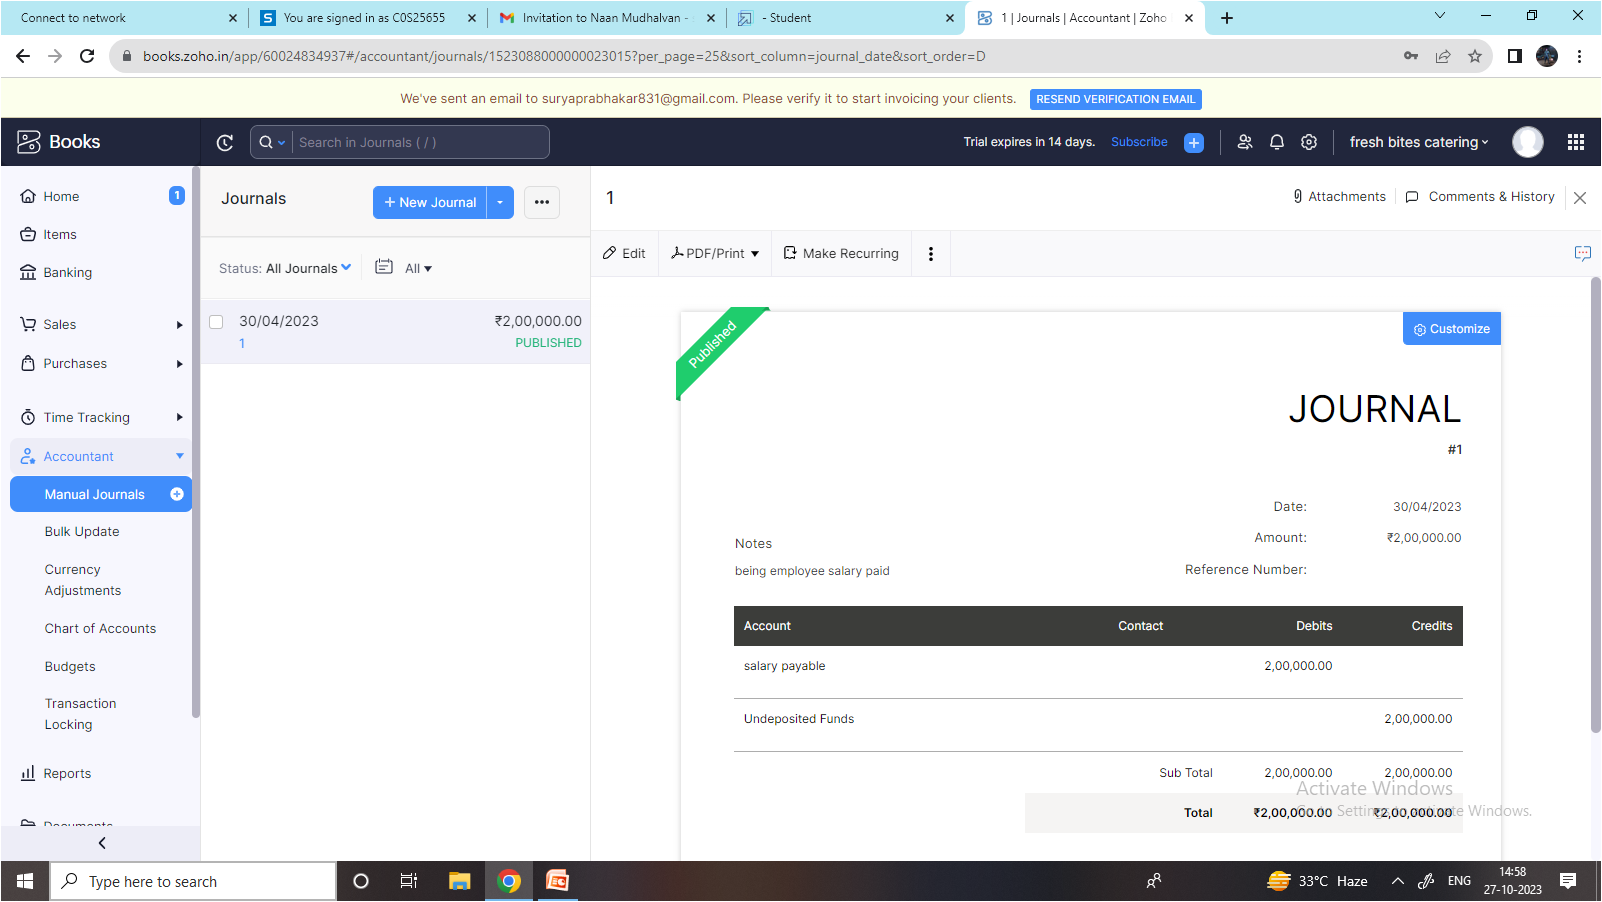 Connect to network
S You are signed in as C0S25655
Invitation to Naan Mudhalvan -
- Student
1 | Journals | Accountant | Zoho
books.zoho.in/app/60024834937#/accountant/journals/1523088000000023015?per_page=25&sort_column=journal_date&sort_order=D
We've sent an email to suryaprabhakar831@gmail.com. Please verify it to start invoicing your clients. RESEND VERIFICATION EMAIL
Books
Search in Journals ( / )
Trial expires in 14 days. Subscribe
fresh bites catering
Home 1
Items
Banking
Sales
Purchases
Time Tracking
Accountant
Manual Journals
Bulk Update
Currency
Adjustments
Chart of Accounts
Budgets
Transaction
Locking
Reports
Documents
Journals
+ New Journal
Status: All Journals
All
30/04/2023 ₹2,00,000.00
1 PUBLISHED
1
Attachments
Comments & History
Edit
PDF/Print
Make Recurring
Published
Customize
JOURNAL
#1
Date: 30/04/2023
Amount: ₹2,00,000.00
Reference Number:
Notes
being employee salary paid
Account Contact Debits Credits
salary payable 2,00,000.00
Undeposited Funds 2,00,000.00
Sub Total 2,00,000.00 2,00,000.00
Total ₹2,00,000.00 ₹2,00,000.00
Activate Windows
Go to Settings to activate Windows.
Type here to search
33°C Haze
ENG
14:58
27-10-2023